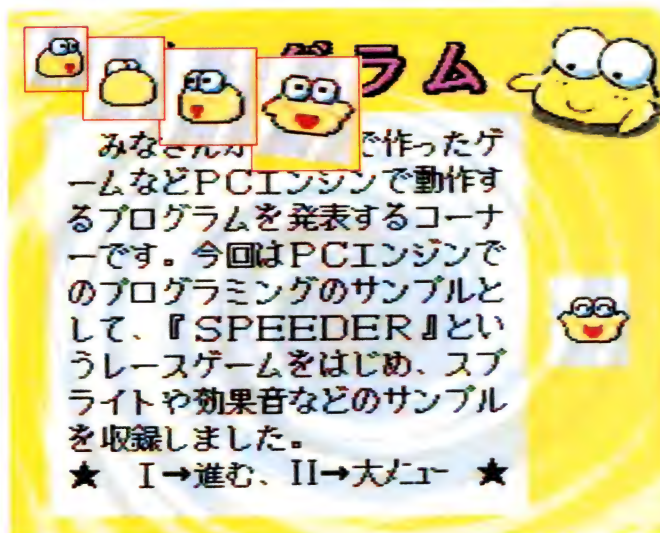 グラム
みなさんが で作ったゲ
ームなどPCエンジンで動作す
るプログラムを発表するコーナ
ーです。今回はPCエンジンで
のプログラミングのサンプルと
して、『SPEEDER』とい
うレースゲームをはじめ、スプ
ライトや効果音などのサンプル
を収録しました。
★ I→進む、II→大メニュー ★